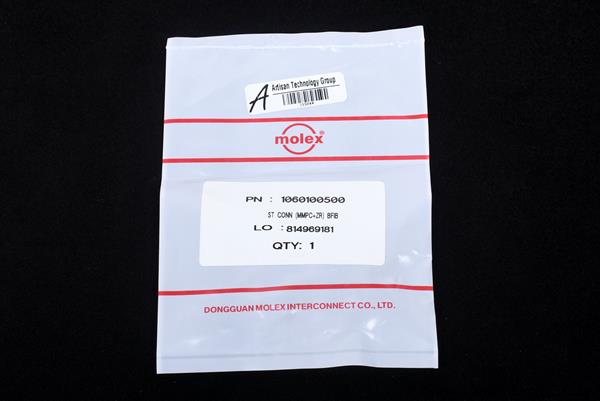 A Artisan Technology Group
molex®
PN : 1060100500
ST CONN (MMPC+ZR) BFIB
LO : 814969181
QTY: 1
DONGGUAN MOLEX INTERCONNECT CO., LTD.